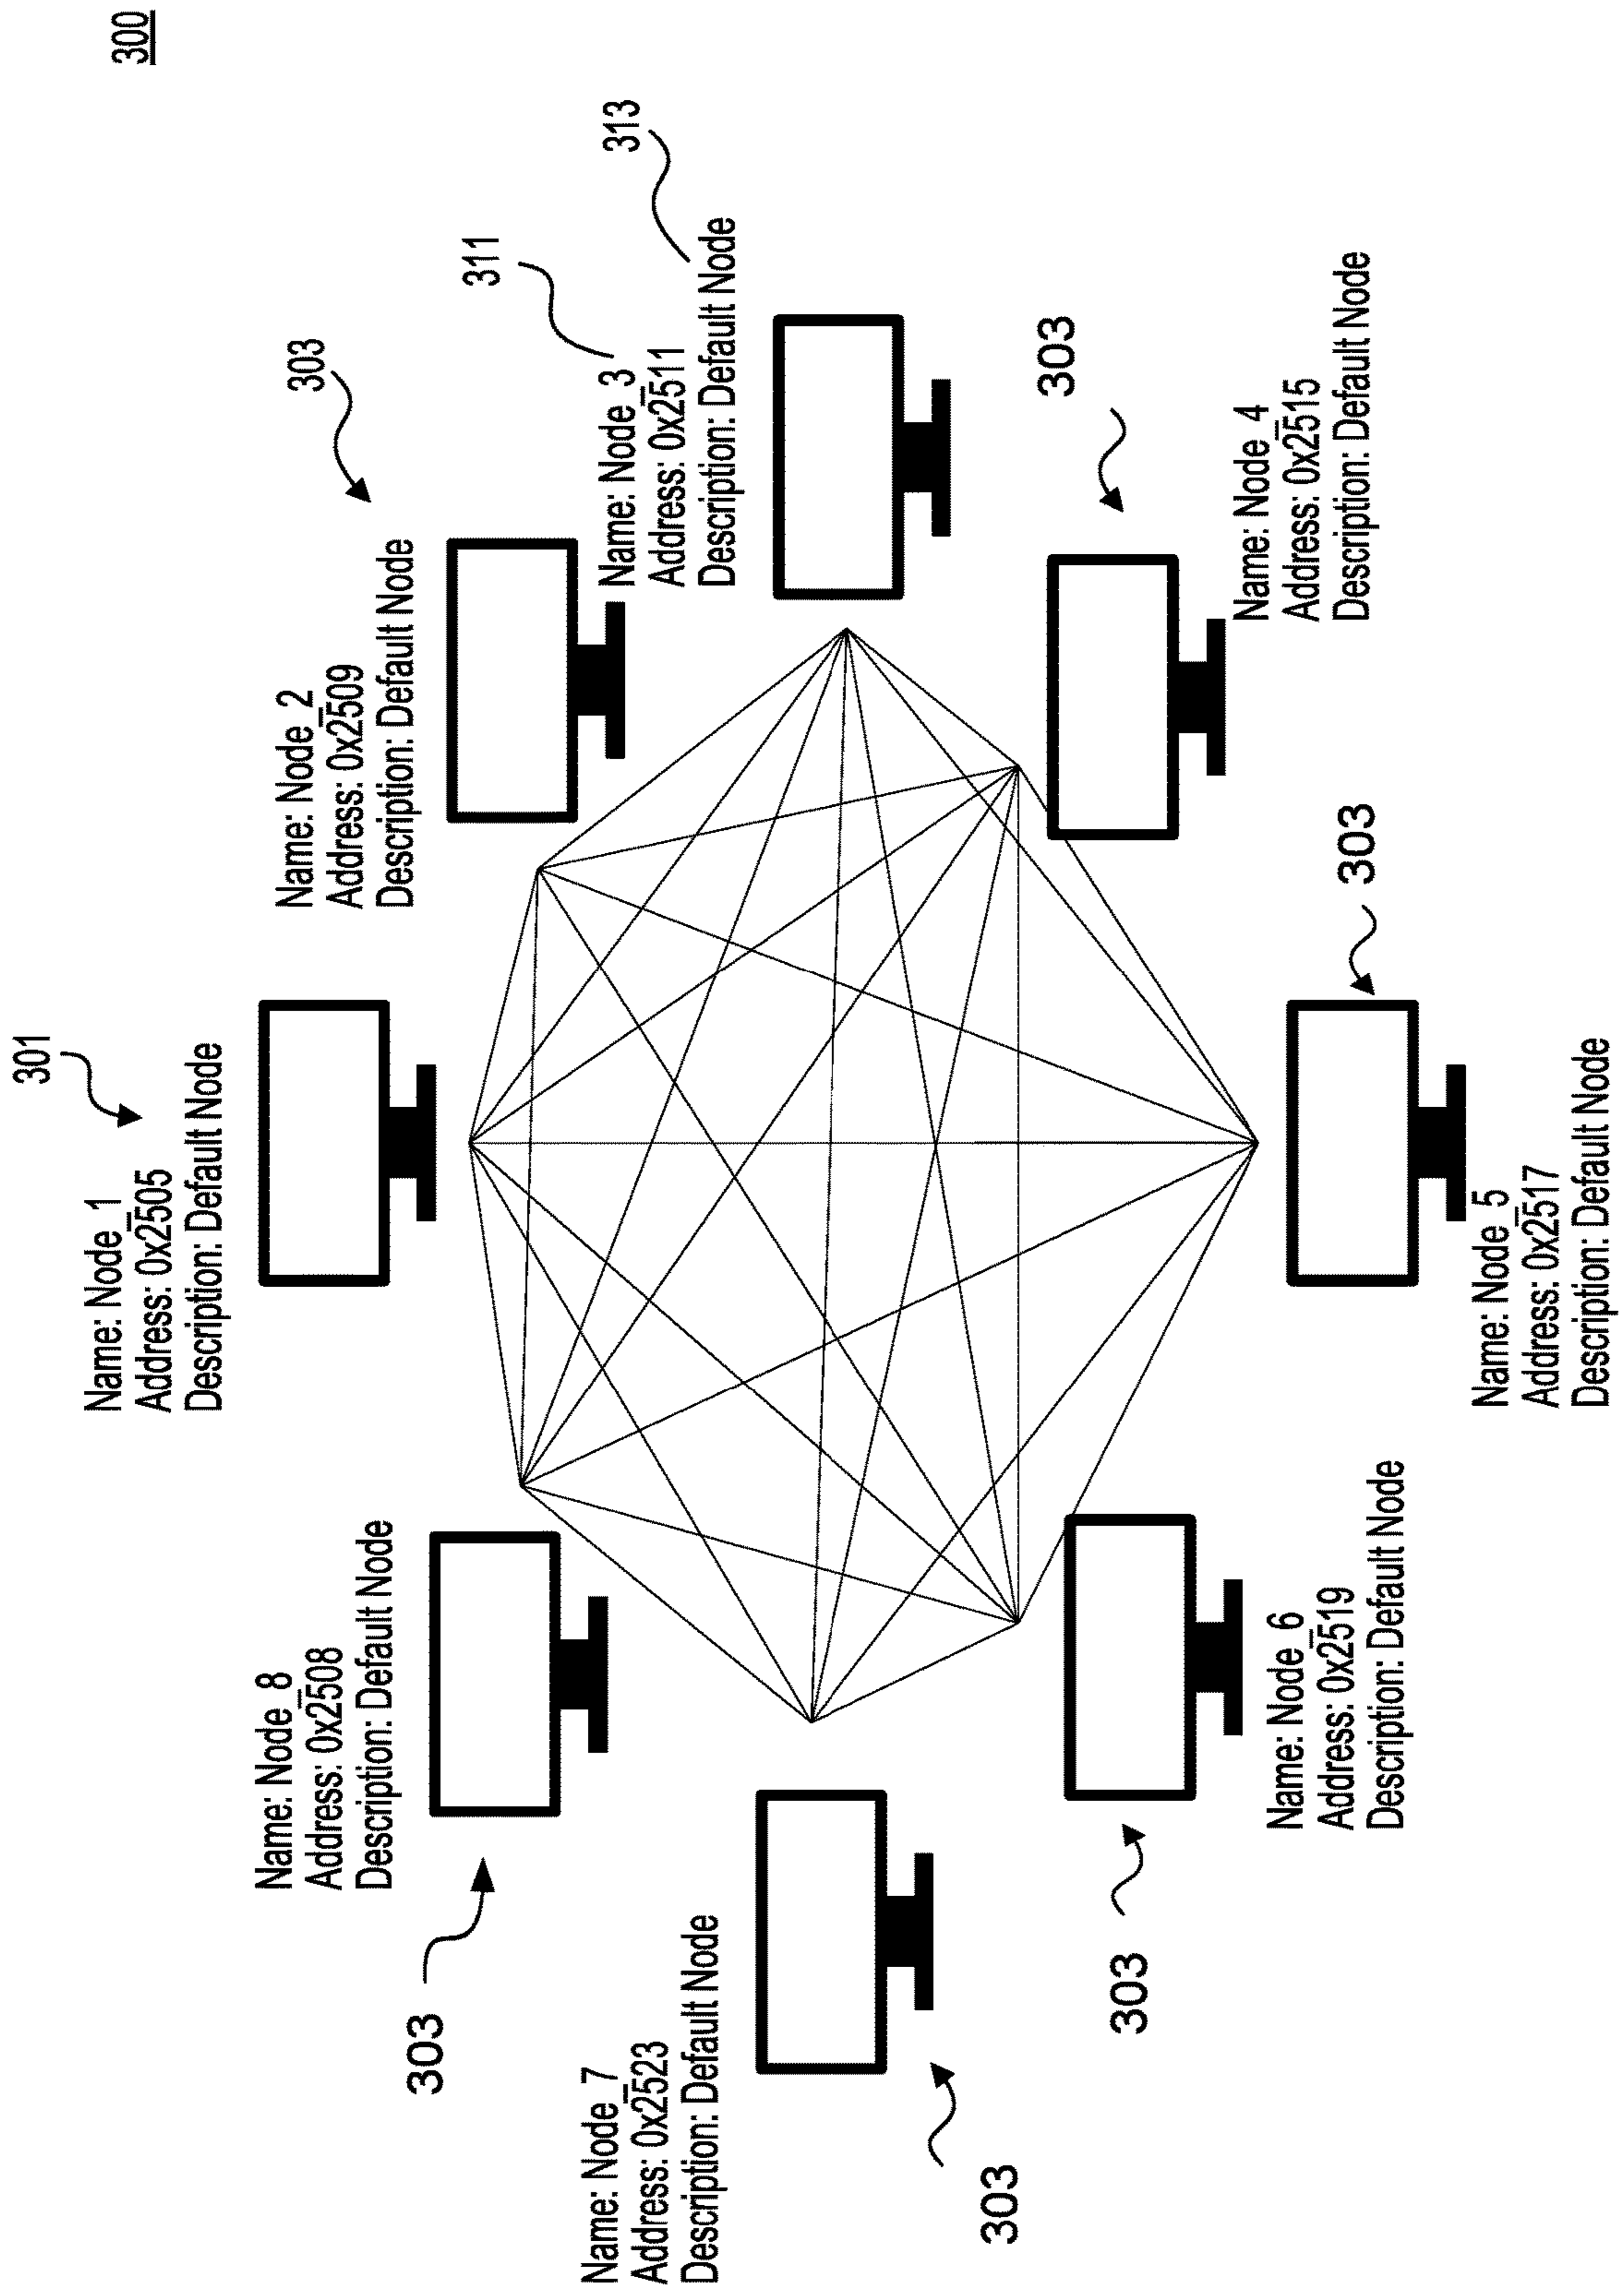 300
301
Name: Node_1
Address: 0x2505
Description: Default Node
Name: Node_8
Address: 0x2508
Description: Default Node
303
Name: Node_2
Address: 0x2509
Description: Default Node
303
311
313
Name: Node_7
Address: 0x2523
Description: Default Node
303
Name: Node_3
Address: 0x2511
Description: Default Node
303
303
Name: Node_6
Address: 0x2519
Description: Default Node
Name: Node_4
Address: 0x2515
Description: Default Node
303
Name: Node_5
Address: 0x2517
Description: Default Node